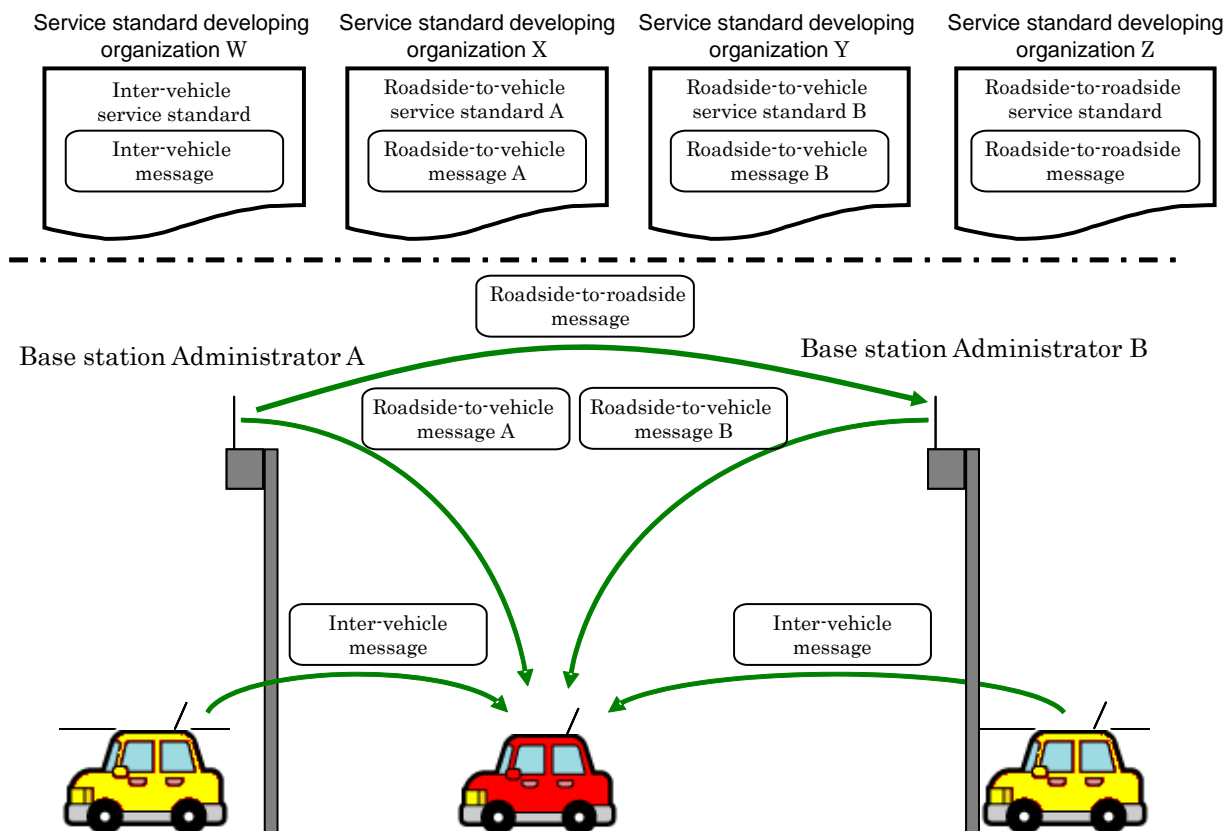 Service standard developing
organization W
Service standard developing
organization X
Service standard developing
organization Y
Service standard developing
organization Z
Inter-vehicle
service standard
Inter-vehicle
message
Roadside-to-vehicle
service standard A
Roadside-to-vehicle
message A
Roadside-to-vehicle
service standard B
Roadside-to-vehicle
message B
Roadside-to-roadside
service standard
Roadside-to-roadside
message
Roadside-to-roadside
message
Base station Administrator A
Base station Administrator B
Roadside-to-vehicle
message A
Roadside-to-vehicle
message B
Inter-vehicle
message
Inter-vehicle
message